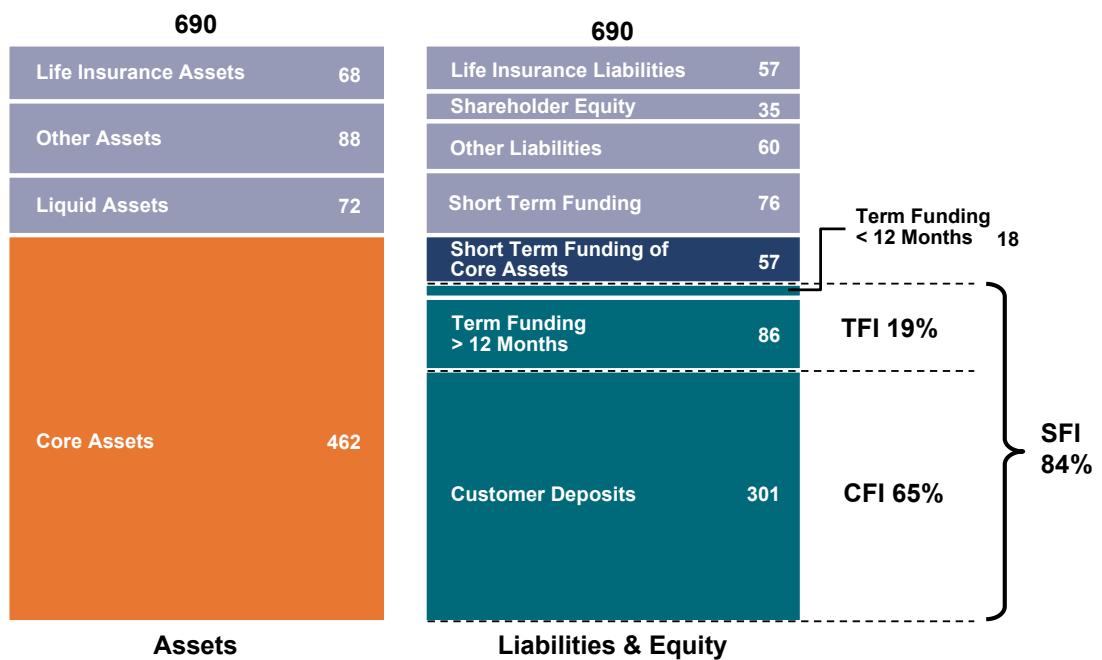 690
Life Insurance Assets 68
Other Assets 88
Liquid Assets 72
Core Assets 462
Assets
690
Life Insurance Liabilities 57
Shareholder Equity 35
Other Liabilities 60
Short Term Funding 76
Short Term Funding of
Core Assets 57
Term Funding
< 12 Months 18
Term Funding
> 12 Months 86
TFI 19%
Customer Deposits 301
CFI 65%
SFI
84%
Liabilities & Equity